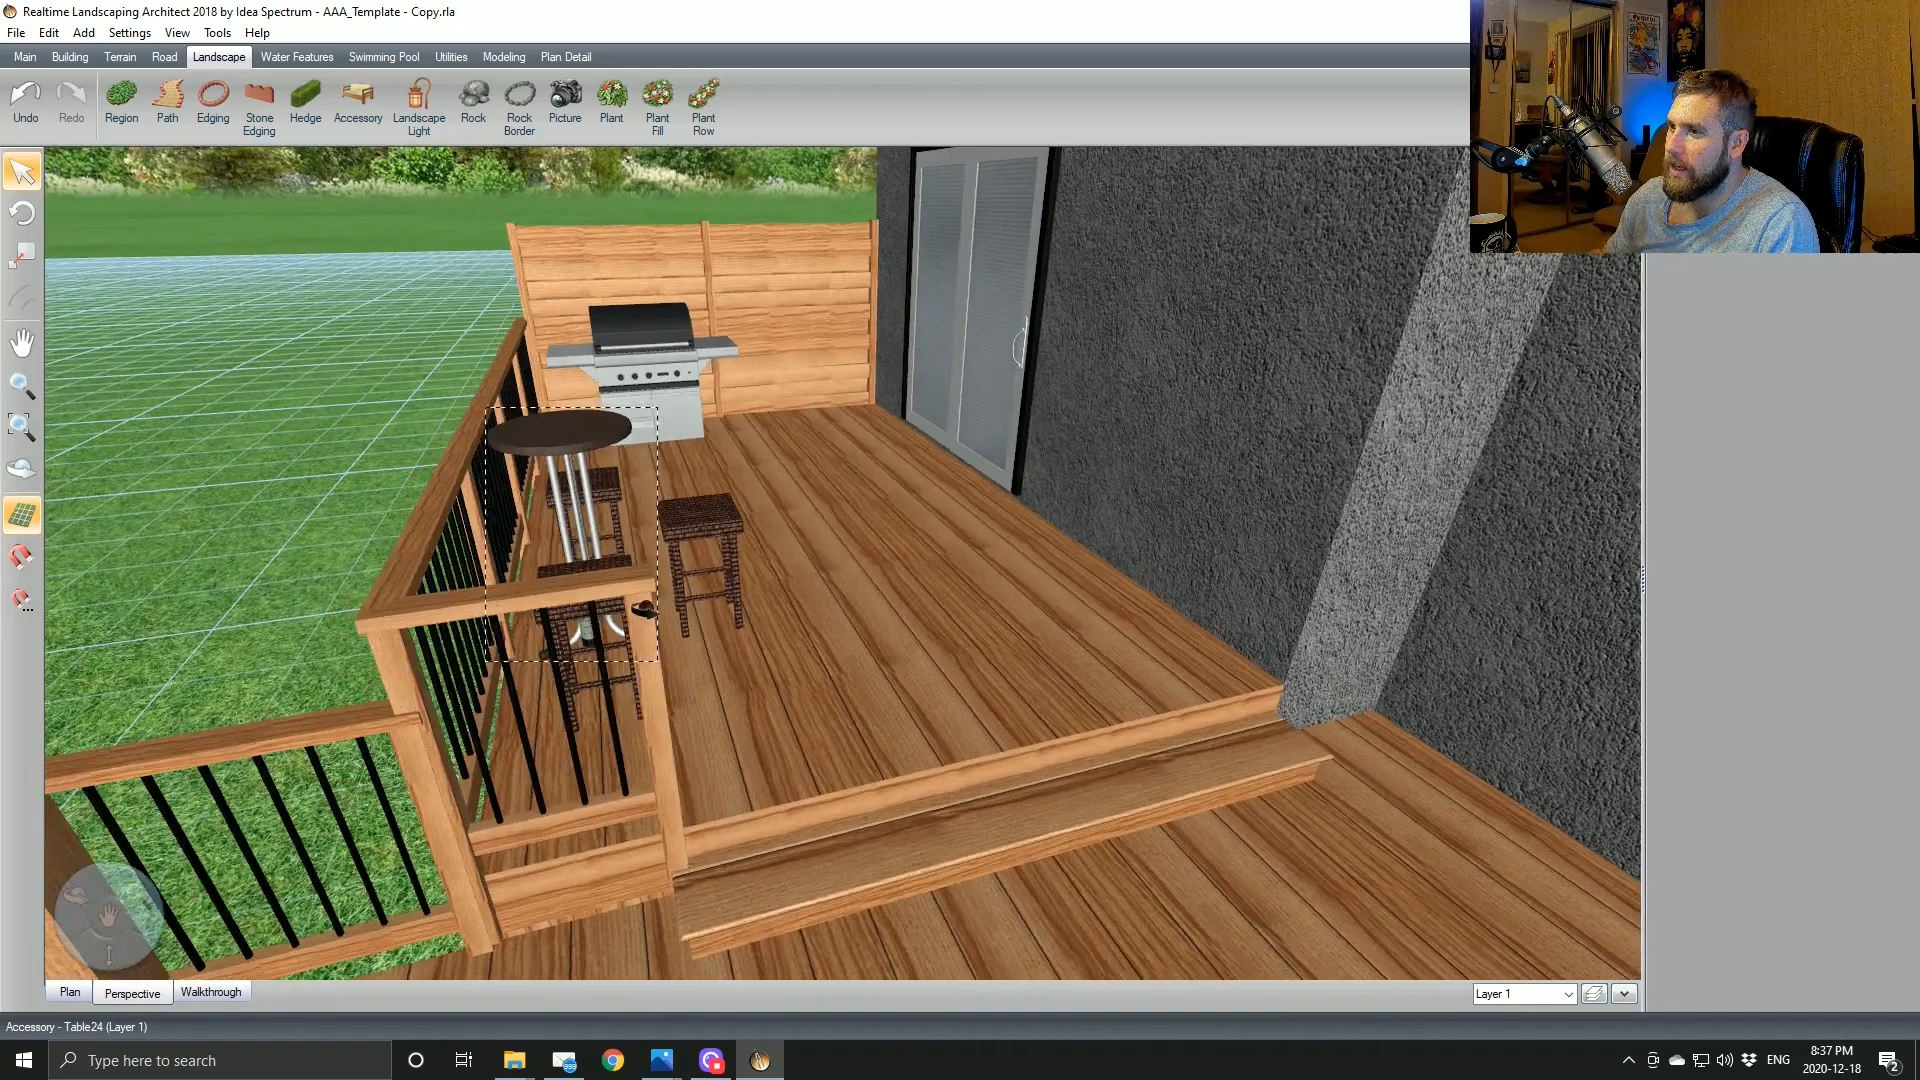 Realtime Landscaping Architect 2018 by Idea Spectrum - AAA_Template - Copy.rla
File Edit Add Settings View Tools Help
Main Building Terrain Road Landscape Water Features Swimming Pool Utilities Modeling Plan Detail
Undo Redo Region Path Edging Stone Edging Hedge Accessory Landscape Light Rock Rock Border Picture Plant Plant Fill Plant Row
Plan Perspective Walkthrough
Layer 1
Accessory - Table24 (Layer 1)
Type here to search
999
ENG
8:37 PM
2020-12-18
2